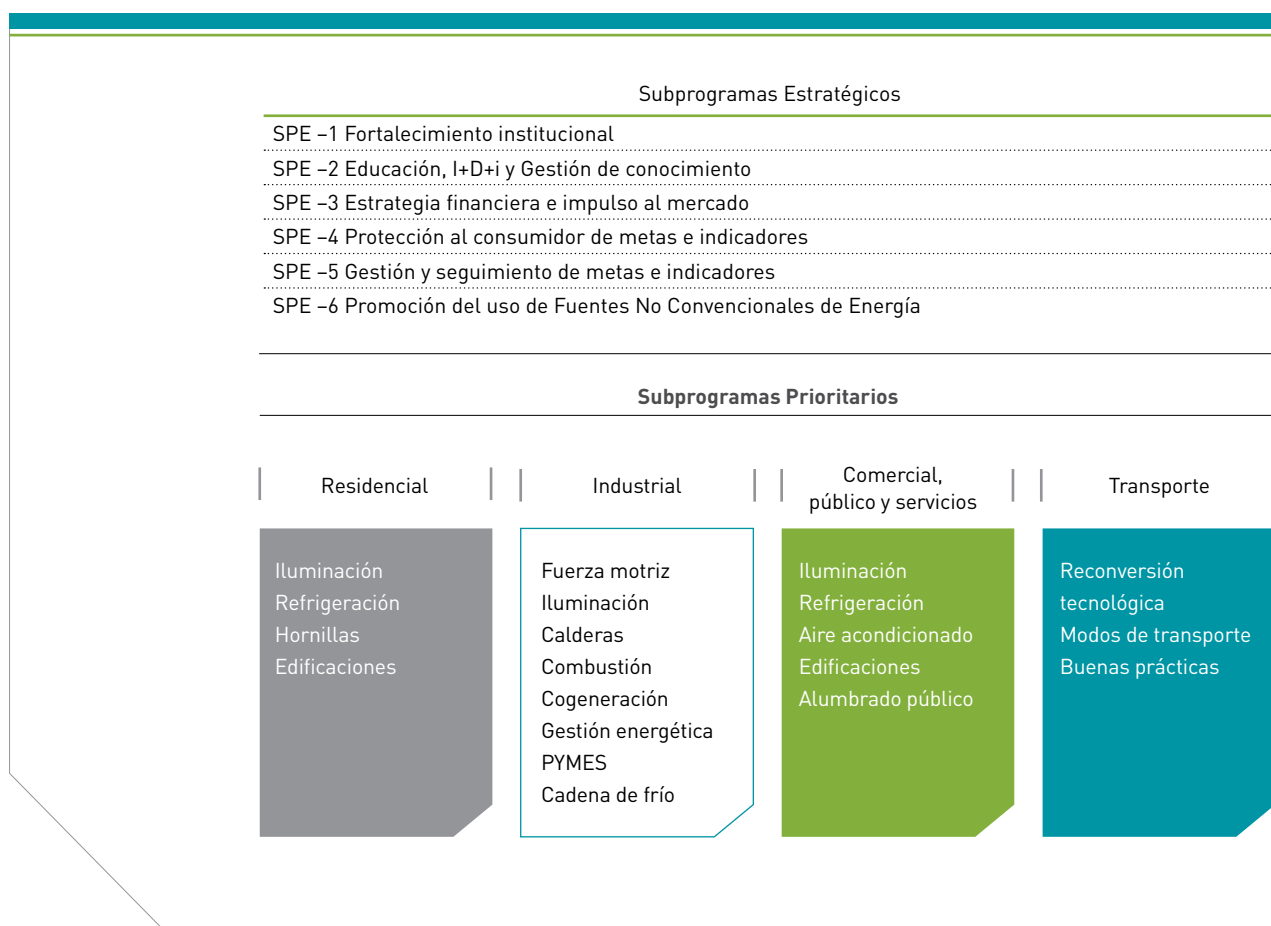 Subprogramas Estratégicos
SPE –1 Fortalecimiento institucional
SPE –2 Educación, I+D+i y Gestión de conocimiento
SPE –3 Estrategia financiera e impulso al mercado
SPE –4 Protección al consumidor de metas e indicadores
SPE –5 Gestión y seguimiento de metas e indicadores
SPE –6 Promoción del uso de Fuentes No Convencionales de Energía
Subprogramas Prioritarios
Residencial
Iluminación
Refrigeración
Hornillas
Edificaciones
Industrial
Fuerza motriz
Iluminación
Calderas
Combustión
Cogeneración
Gestión energética
PYMES
Cadena de frío
Comercial,
público y servicios
Iluminación
Refrigeración
Aire acondicionado
Edificaciones
Alumbrado público
Transporte
Reconversión
tecnológica
Modos de transporte
Buenas prácticas